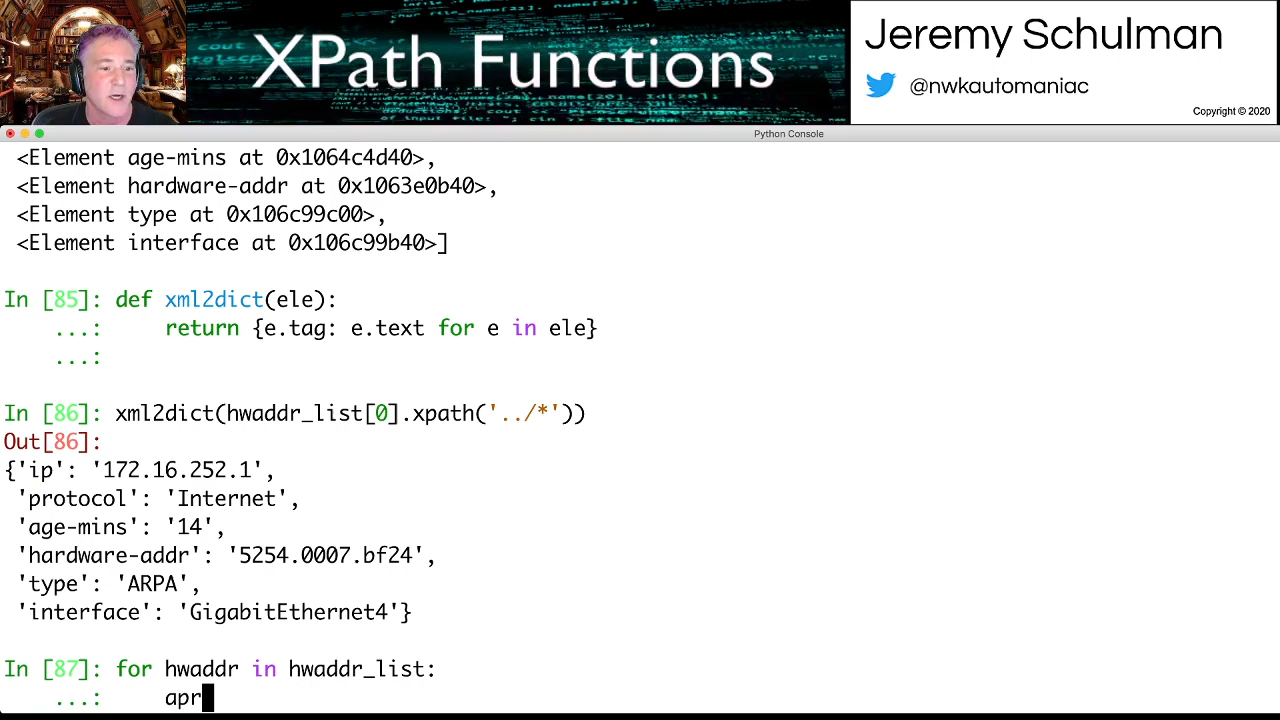 XPath Functions
Jeremy Schulman
@nwkautomaniac
Copyright © 2020
Python Console
<Element age-mins at 0x1064c4d40>,
<Element hardware-addr at 0x1063e0b40>,
<Element type at 0x106c99c00>,
<Element interface at 0x106c99b40>]
In [85]: def xml2dict(ele):
...: return {e.tag: e.text for e in ele}
...:
In [86]: xml2dict(hwaddr_list[0].xpath('../*'))
Out[86]:
{'ip': '172.16.252.1',
'protocol': 'Internet',
'age-mins': '14',
'hardware-addr': '5254.0007.bf24',
'type': 'ARPA',
'interface': 'GigabitEthernet4'}
In [87]: for hwaddr in hwaddr_list:
...: apr